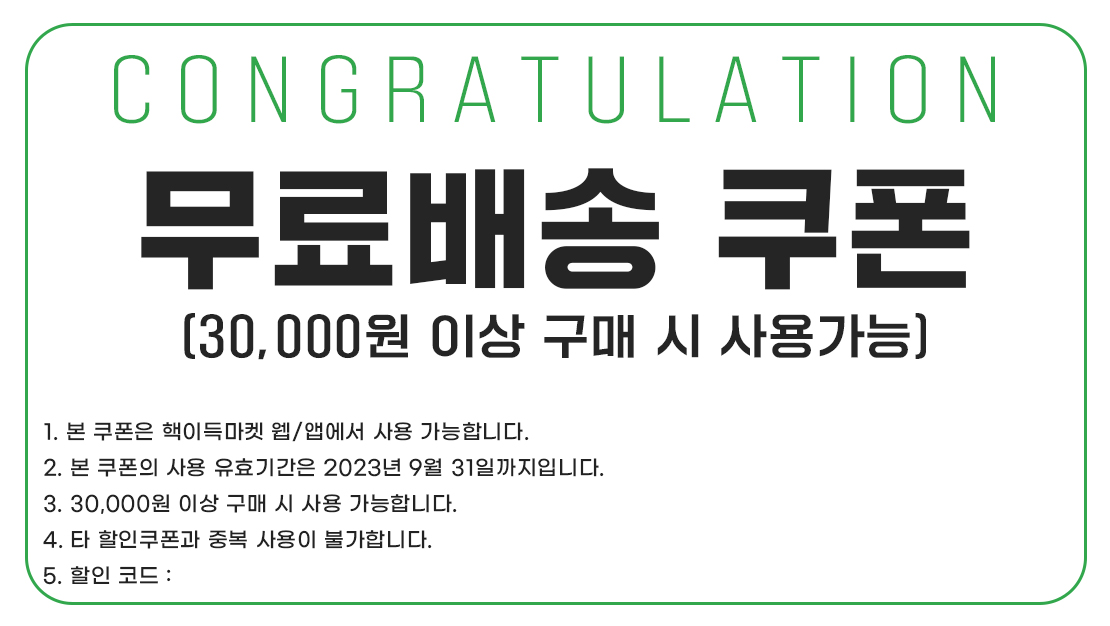 CONGRATULATION
무료배송 쿠폰
(30,000원 이상 구매 시 사용가능)
1. 본 쿠폰은 핵이득마켓 웹/앱에서 사용 가능합니다.
2. 본 쿠폰의 사용 유효기간은 2023년 9월 31일까지입니다.
3. 30,000원 이상 구매 시 사용 가능합니다.
4. 타 할인쿠폰과 중복 사용이 불가합니다.
5. 할인 코드 :